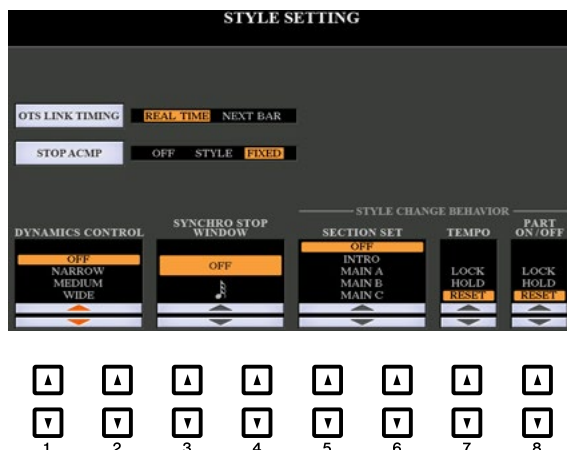 STYLE SETTING
OTS LINK TIMING
REAL TIME NEXT BAR
STOP ACMP
OFF STYLE FIXED
STYLE CHANGE BEHAVIOR
DYNAMICS CONTROL
SYNCHRO STOP
WINDOW
SECTION SET
TEMPO
PART
ON/OFF
OFF
NARROW
MEDIUM
WIDE
OFF
OFF
INTRO
MAIN A
MAIN B
MAIN C
LOCK
HOLD
RESET
LOCK
HOLD
RESET
1 2 3 4 5 6 7 8